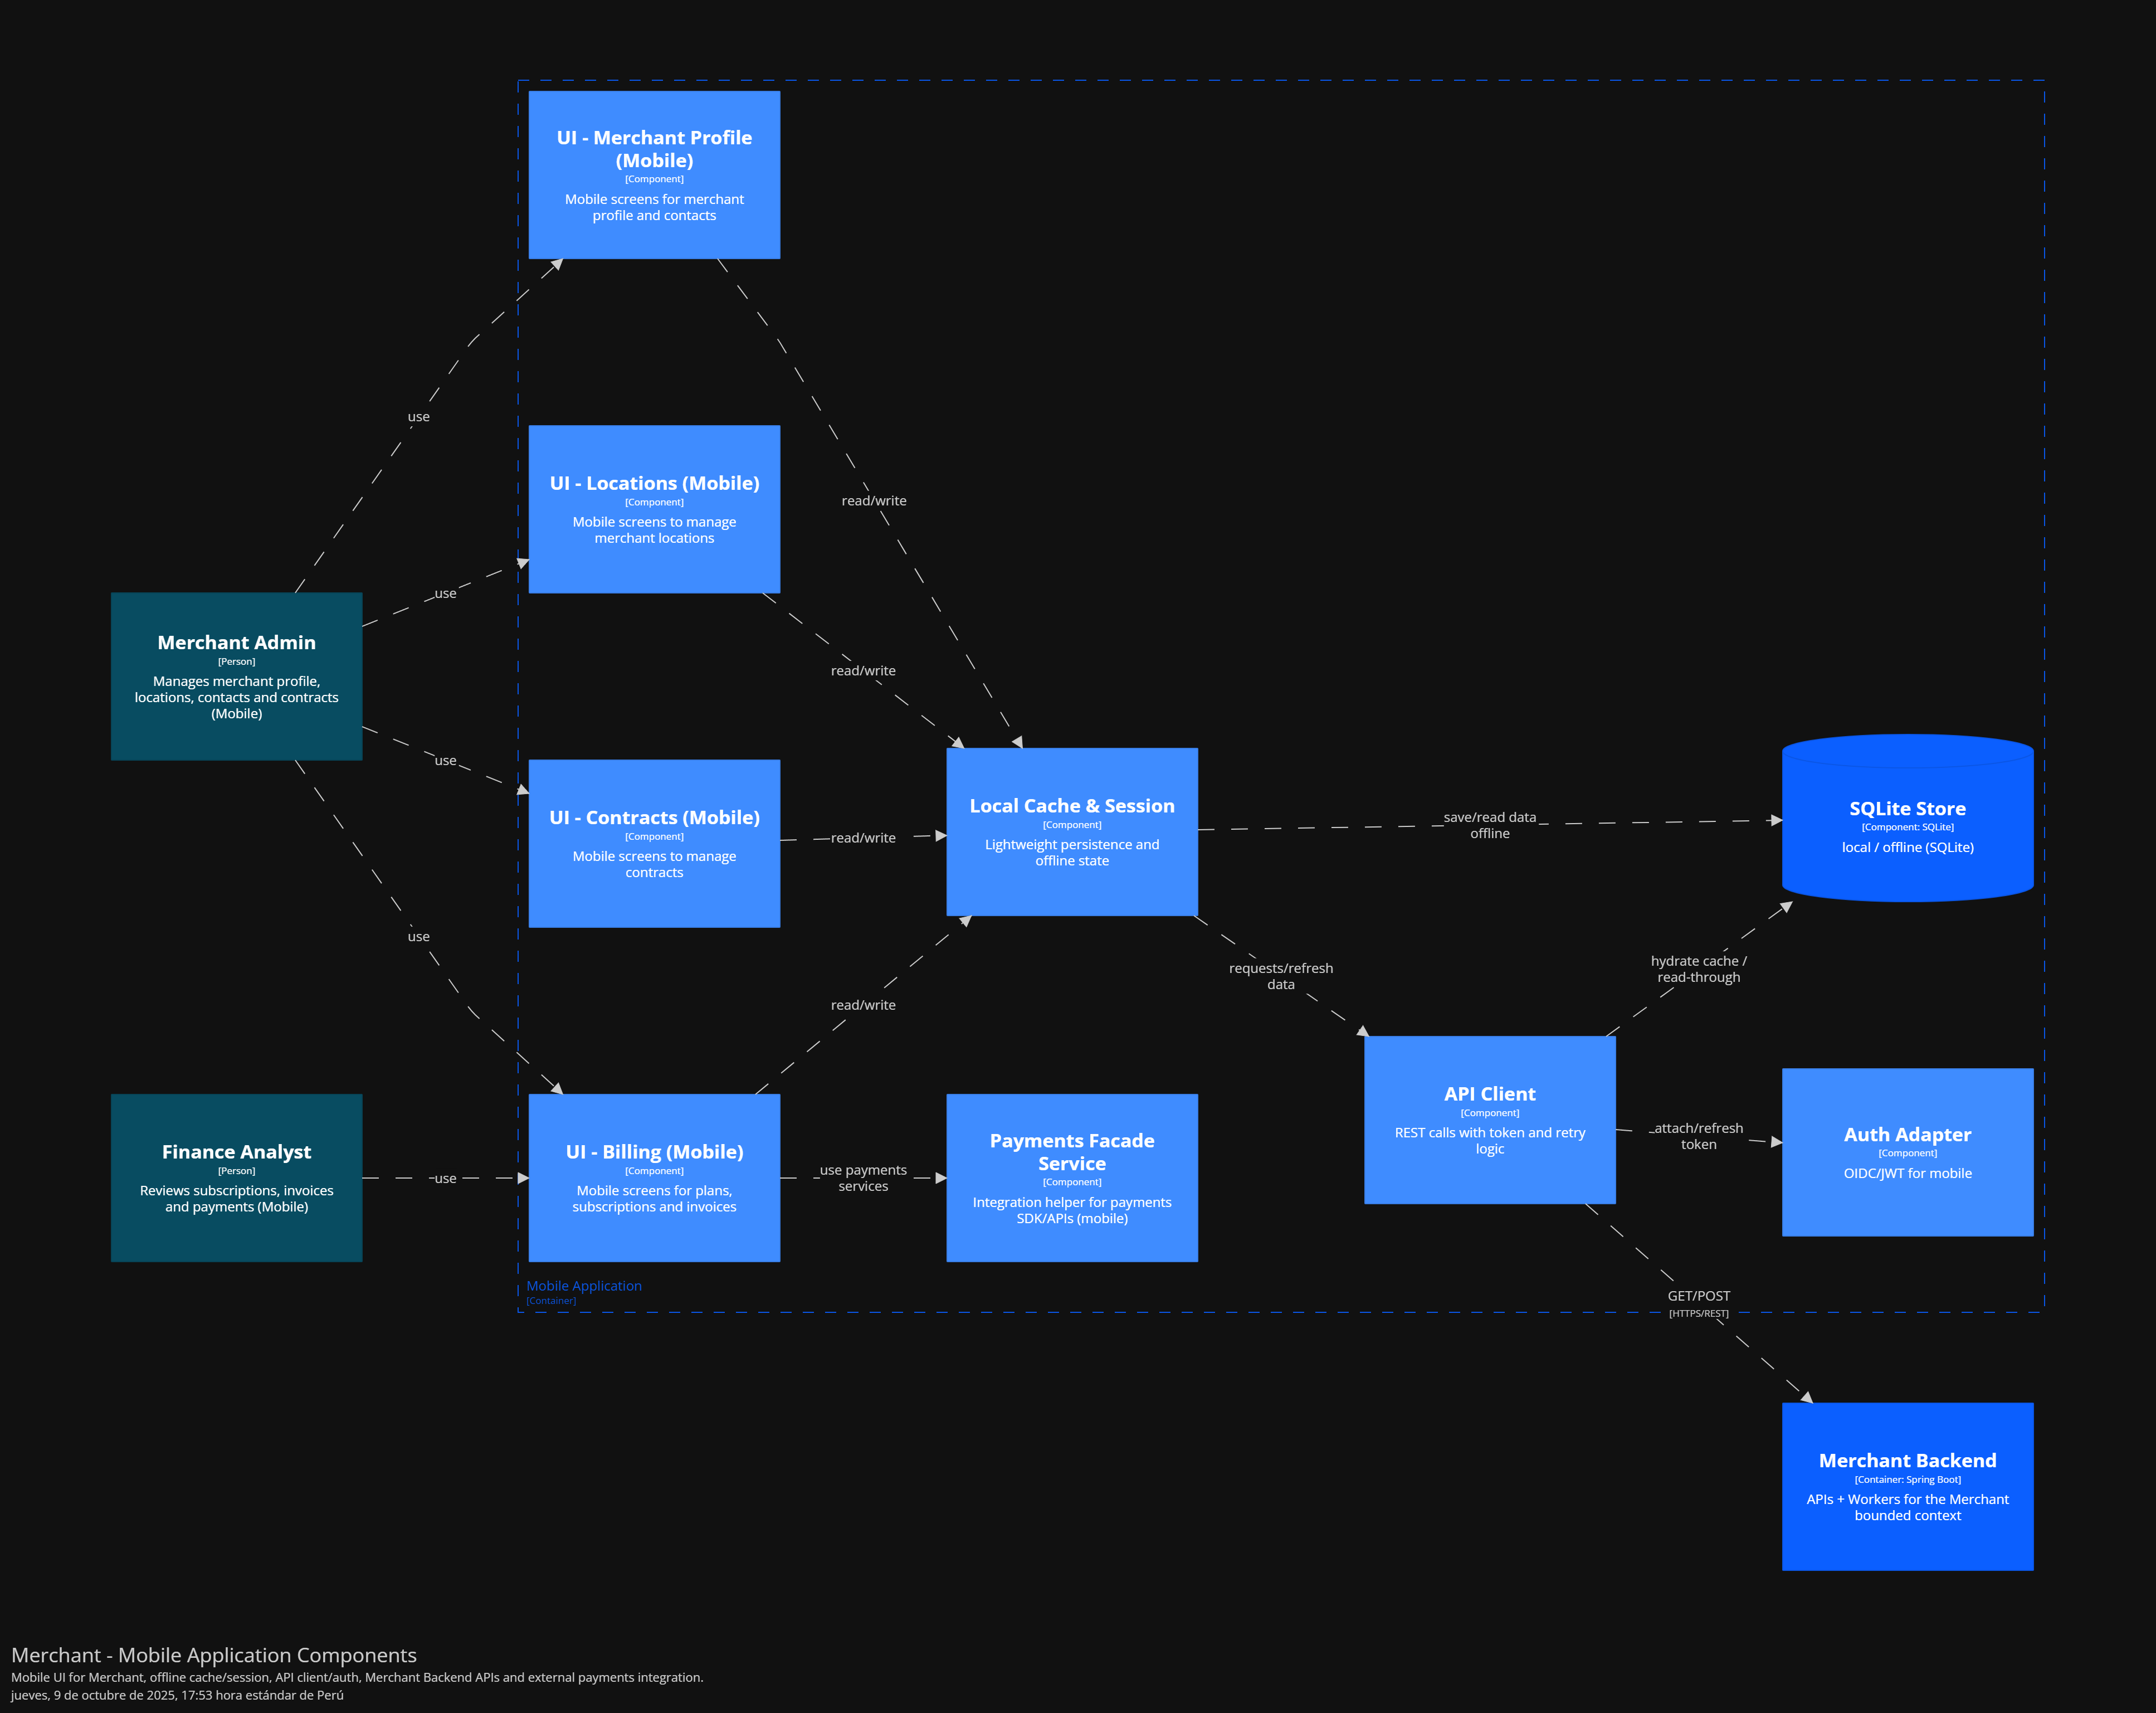 UI - Merchant Profile
(Mobile)
[Component]
Mobile screens for merchant
profile and contacts
use
read/write
UI - Locations (Mobile)
[Component]
Mobile screens to manage
merchant locations
use
read/write
Merchant Admin
[Person]
Manages merchant profile,
locations, contacts and contracts
(Mobile)
use
UI - Contracts (Mobile)
[Component]
Mobile screens to manage
contracts
read/write
Local Cache & Session
[Component]
Lightweight persistence and
offline state
save/read data
offline
SQLite Store
[Component: SQLite]
local / offline (SQLite)
use
read/write
requests/refresh
data
hydrate cache /
read-through
Finance Analyst
[Person]
Reviews subscriptions, invoices
and payments (Mobile)
use
UI - Billing (Mobile)
[Component]
Mobile screens for plans,
subscriptions and invoices
use payments
services
Payments Facade
Service
[Component]
Integration helper for payments
SDK/APIs (mobile)
API Client
[Component]
REST calls with token and retry
logic
attach/refresh
token
Auth Adapter
[Component]
OIDC/JWT for mobile
Mobile Application
[Container]
GET/POST
[HTTPS/REST]
Merchant Backend
[Container: Spring Boot]
APIs + Workers for the Merchant
bounded context
Merchant - Mobile Application Components
Mobile UI for Merchant, offline cache/session, API client/auth, Merchant Backend APIs and external payments integration.
jueves, 9 de octubre de 2025, 17:53 hora estándar de Perú